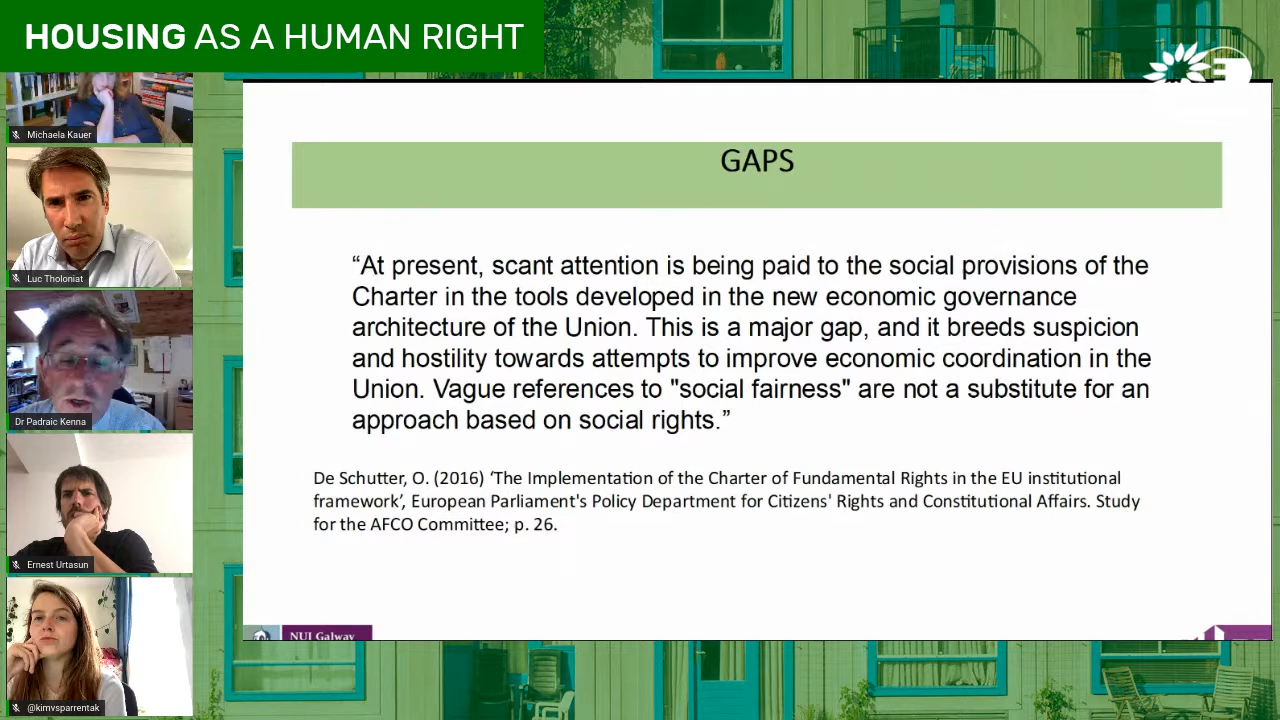 HOUSING AS A HUMAN RIGHT
Michaela Kauer
Luc Tholoniat
Dr Padraic Kenna
Ernest Urtasun
@kimvsparrentak
GAPS
“At present, scant attention is being paid to the social provisions of the
Charter in the tools developed in the new economic governance
architecture of the Union. This is a major gap, and it breeds suspicion
and hostility towards attempts to improve economic coordination in the
Union. Vague references to "social fairness" are not a substitute for an
approach based on social rights.”
De Schutter, O. (2016) ‘The Implementation of the Charter of Fundamental Rights in the EU institutional
framework’, European Parliament's Policy Department for Citizens' Rights and Constitutional Affairs. Study
for the AFCO Committee; p. 26.
NUI Galway